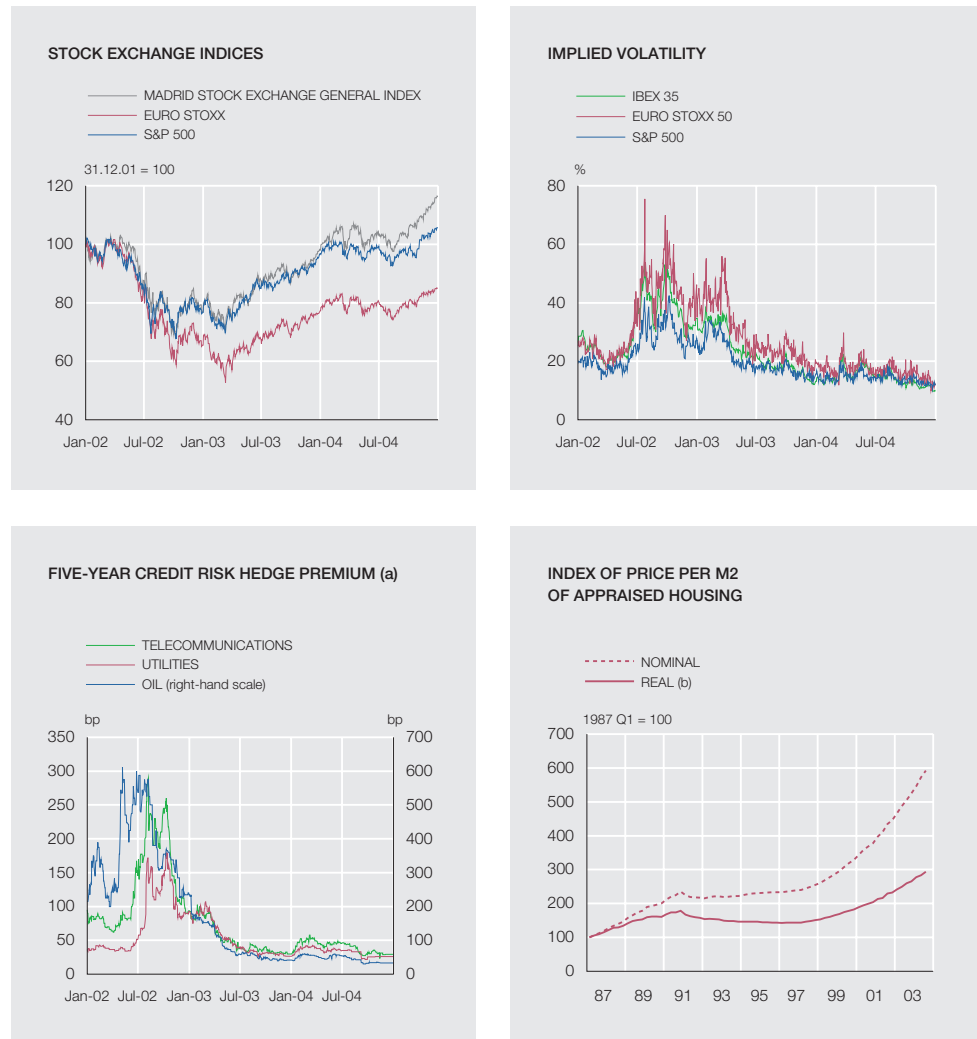 STOCK EXCHANGE INDICES
MADRID STOCK EXCHANGE GENERAL INDEX
EURO STOXX
S&P 500
31.12.01 = 100
120
100
80
60
40
Jan-02 Jul-02 Jan-03 Jul-03 Jan-04 Jul-04
IMPLIED VOLATILITY
IBEX 35
EURO STOXX 50
S&P 500
%
80
60
40
20
0
Jan-02 Jul-02 Jan-03 Jul-03 Jan-04 Jul-04
FIVE-YEAR CREDIT RISK HEDGE PREMIUM (a)
TELECOMMUNICATIONS
UTILITIES
OIL (right-hand scale)
bp bp
350 700
300 600
250 500
200 400
150 300
100 200
50 100
0 0
Jan-02 Jul-02 Jan-03 Jul-03 Jan-04 Jul-04
INDEX OF PRICE PER M2
OF APPRAISED HOUSING
NOMINAL
REAL (b)
1987 Q1 = 100
700
600
500
400
300
200
100
0
87 89 91 93 95 97 99 01 03